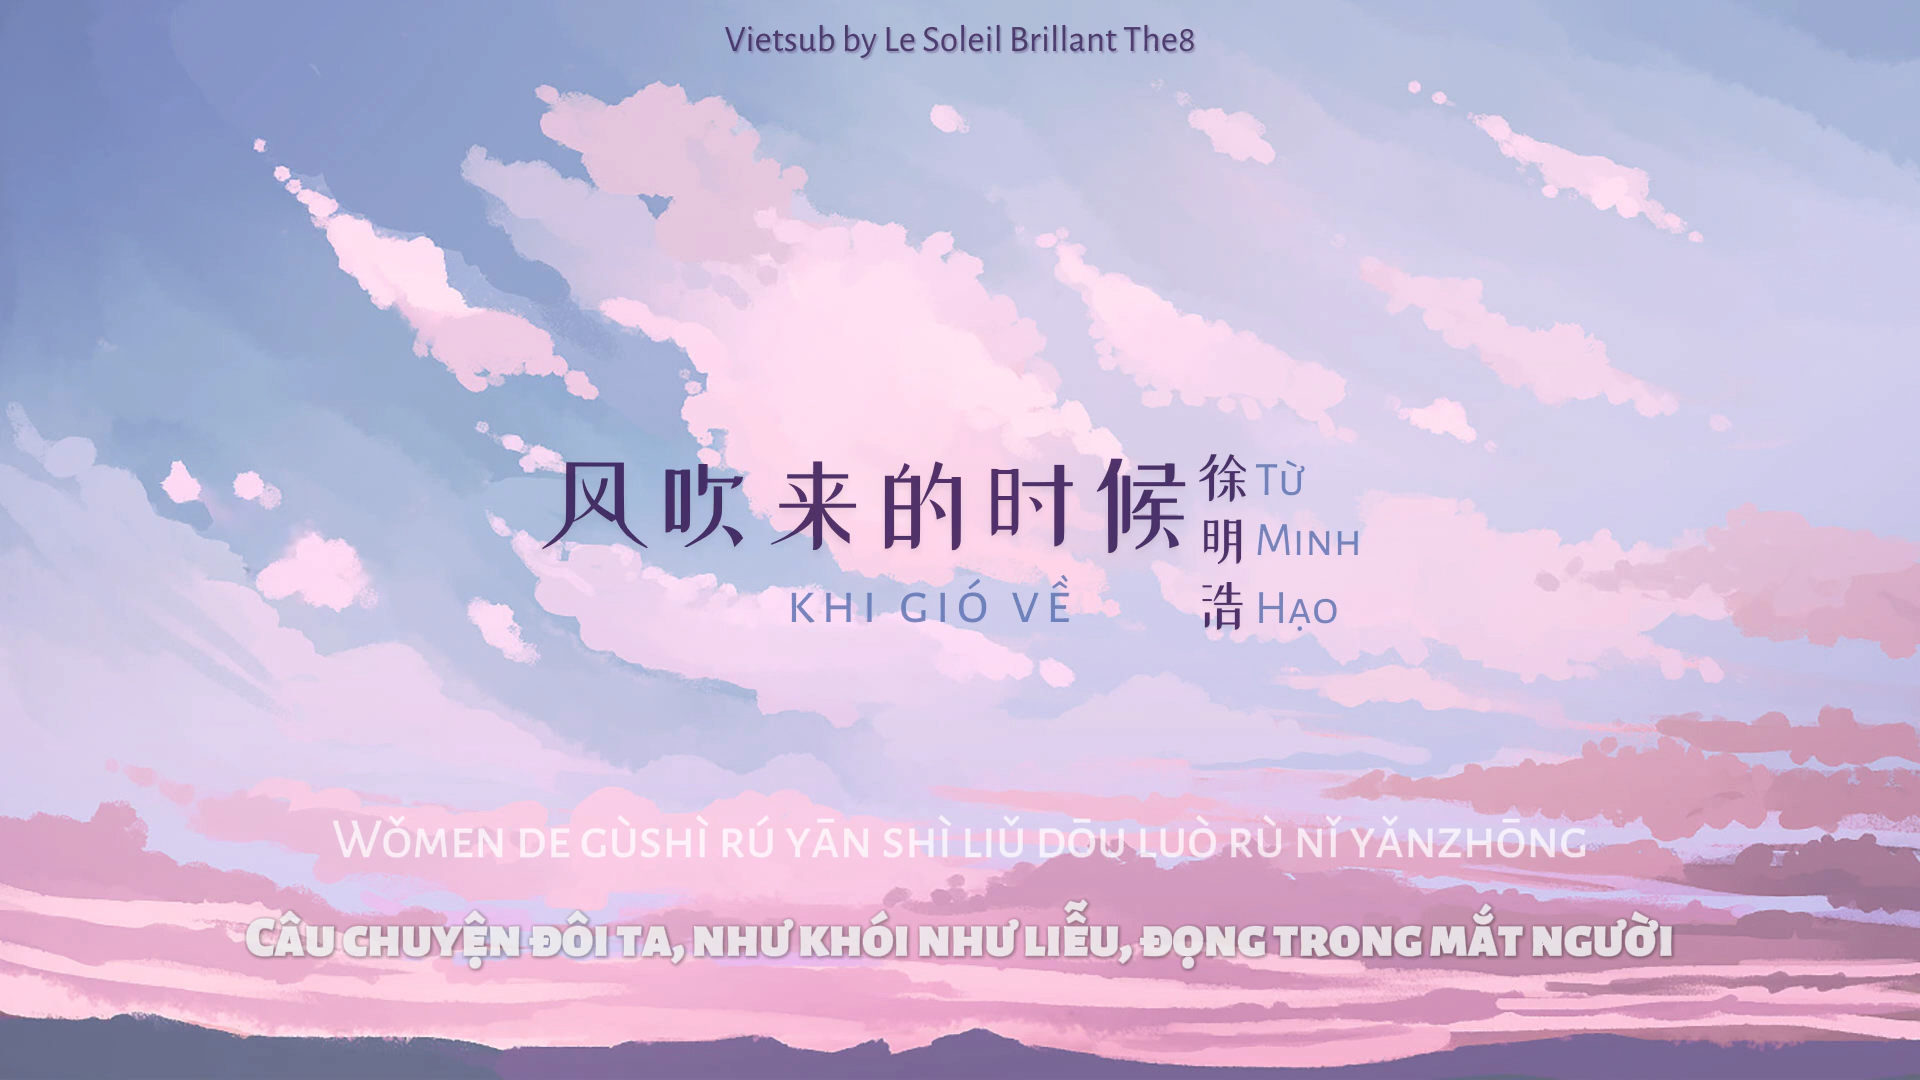 Vietsub by Le Soleil Brillant The8
风吹来的时候
KHI GIÓ VỀ
徐 TỪ
明 MINH
浩 HẠO
WǑMEN DE GÙSHÌ RÚ YĀN SHÌ LIǓ DŌU LUÒ RÙ NǏ YǍNZHŌNG
CÂU CHUYỆN ĐÔI TA, NHƯ KHÓI NHƯ LIỄU, ĐỌNG TRONG MẮT NGƯỜI